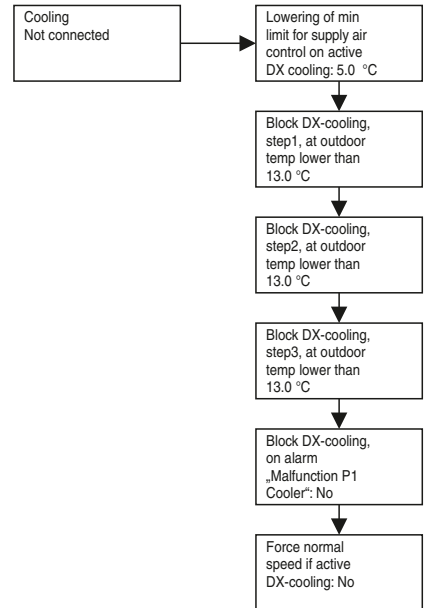 Cooling
Not connected
Lowering of min
limit for supply air
control on active
DX cooling: 5.0 °C
Block DX-cooling,
step1, at outdoor
temp lower than
13.0 °C
Block DX-cooling,
step2, at outdoor
temp lower than
13.0 °C
Block DX-cooling,
step3, at outdoor
temp lower than
13.0 °C
Block DX-cooling,
on alarm
„Malfunction P1
Cooler“: No
Force normal
speed if active
DX-cooling: No